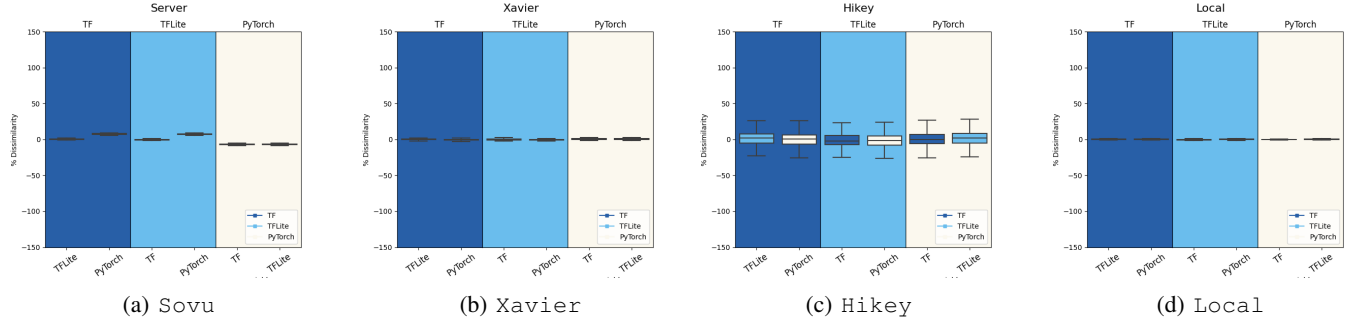 Server
TF TFLite PyTorch
% Dissimilarity
150
100
50
0
−50
−100
−150
TF
TFLite
PyTorch
TFLite PyTorch TF PyTorch TF TFLite
(a) Sovu
Xavier
TF TFLite PyTorch
% Dissimilarity
150
100
50
0
−50
−100
−150
TF
TFLite
PyTorch
TFLite PyTorch TF PyTorch TF TFLite
(b) Xavier
Hikey
TF TFLite PyTorch
% Dissimilarity
150
100
50
0
−50
−100
−150
TF
TFLite
PyTorch
TFLite PyTorch TF PyTorch TF TFLite
(c) Hikey
Local
TF TFLite PyTorch
% Dissimilarity
150
100
50
0
−50
−100
−150
TF
TFLite
PyTorch
TFLite PyTorch TF PyTorch TF TFLite
(d) Local